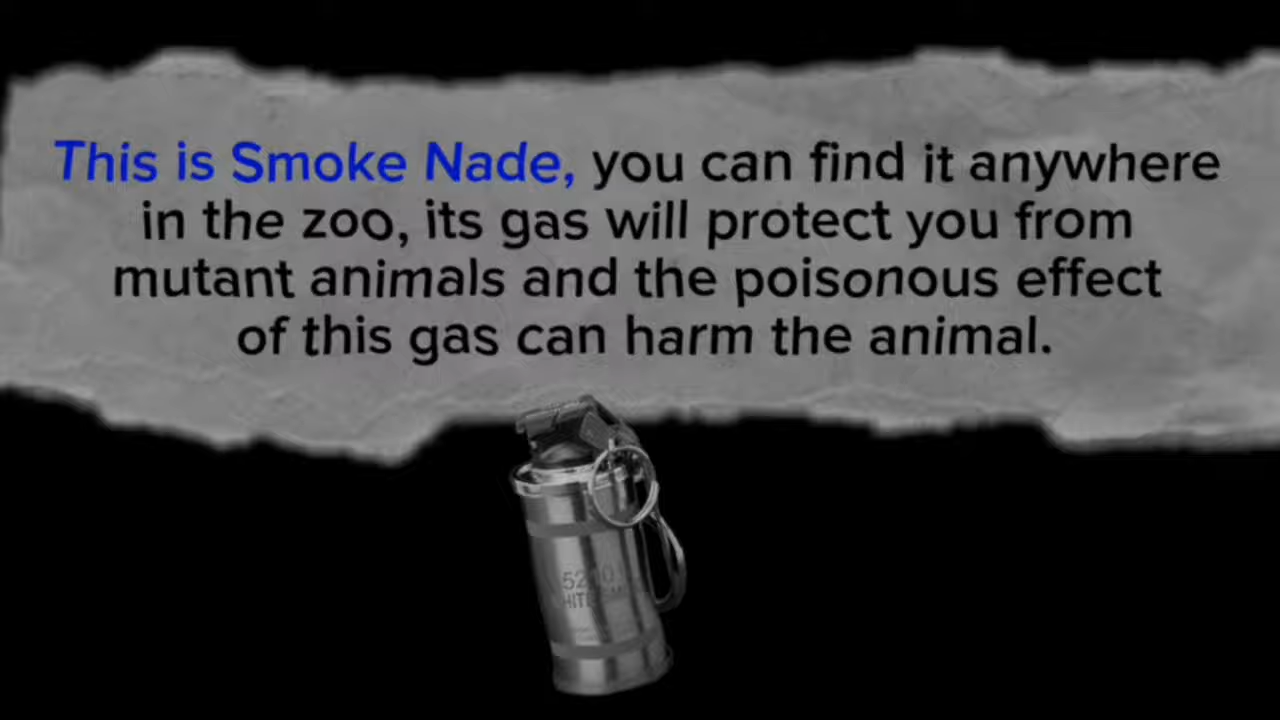 This is Smoke Nade, you can find it anywhere
in the zoo, its gas will protect you from
mutant animals and the poisonous effect
of this gas can harm the animal.